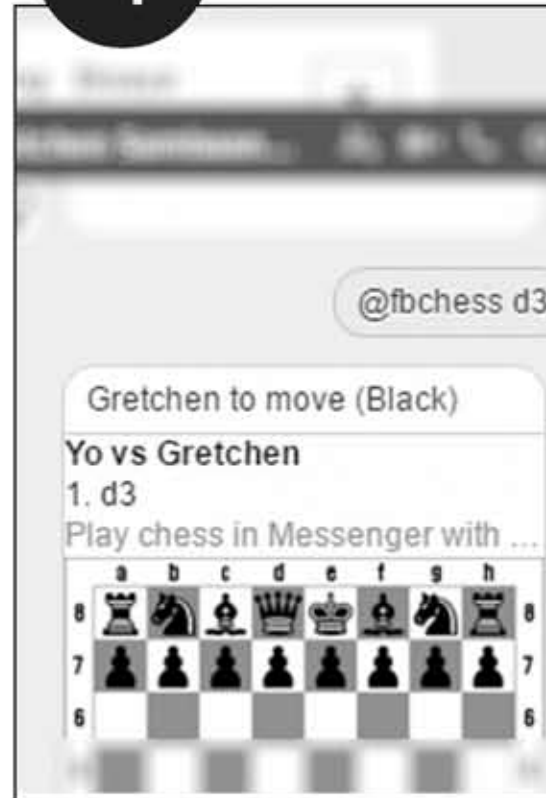 @fbchess d3
Gretchen to move (Black)
Yo vs Gretchen
1. d3
Play chess in Messenger with ...
a b c d e f g h
8 8
7 7
6 6